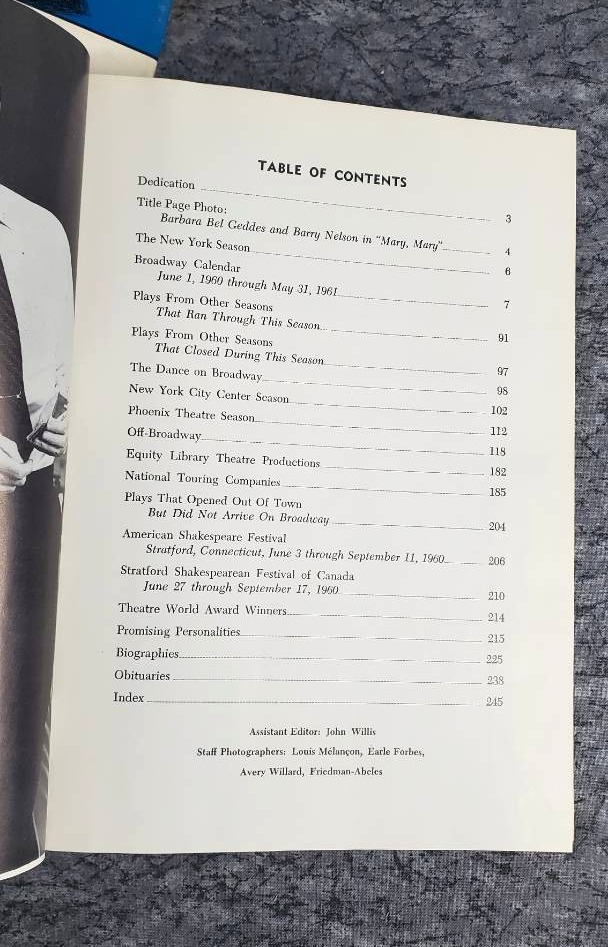 TABLE OF CONTENTS
Dedication 3
Title Page Photo:
Barbara Bel Geddes and Barry Nelson in "Mary, Mary" 4
The New York Season 6
Broadway Calendar
June 1, 1960 through May 31, 1961 7
Plays From Other Seasons
That Ran Through This Season 91
Plays From Other Seasons
That Closed During This Season 97
The Dance on Broadway 98
New York City Center Season 102
Phoenix Theatre Season 112
Off-Broadway 118
Equity Library Theatre Productions 182
National Touring Companies 185
Plays That Opened Out Of Town
But Did Not Arrive On Broadway 204
American Shakespeare Festival
Stratford, Connecticut, June 3 through September 11, 1960 206
Stratford Shakespearean Festival of Canada
June 27 through September 17, 1960 210
Theatre World Award Winners 214
Promising Personalities 215
Biographies 225
Obituaries 238
Index 245
Assistant Editor: John Willis
Staff Photographers: Louis Mélançon, Earle Forbes,
Avery Willard, Friedman-Abeles